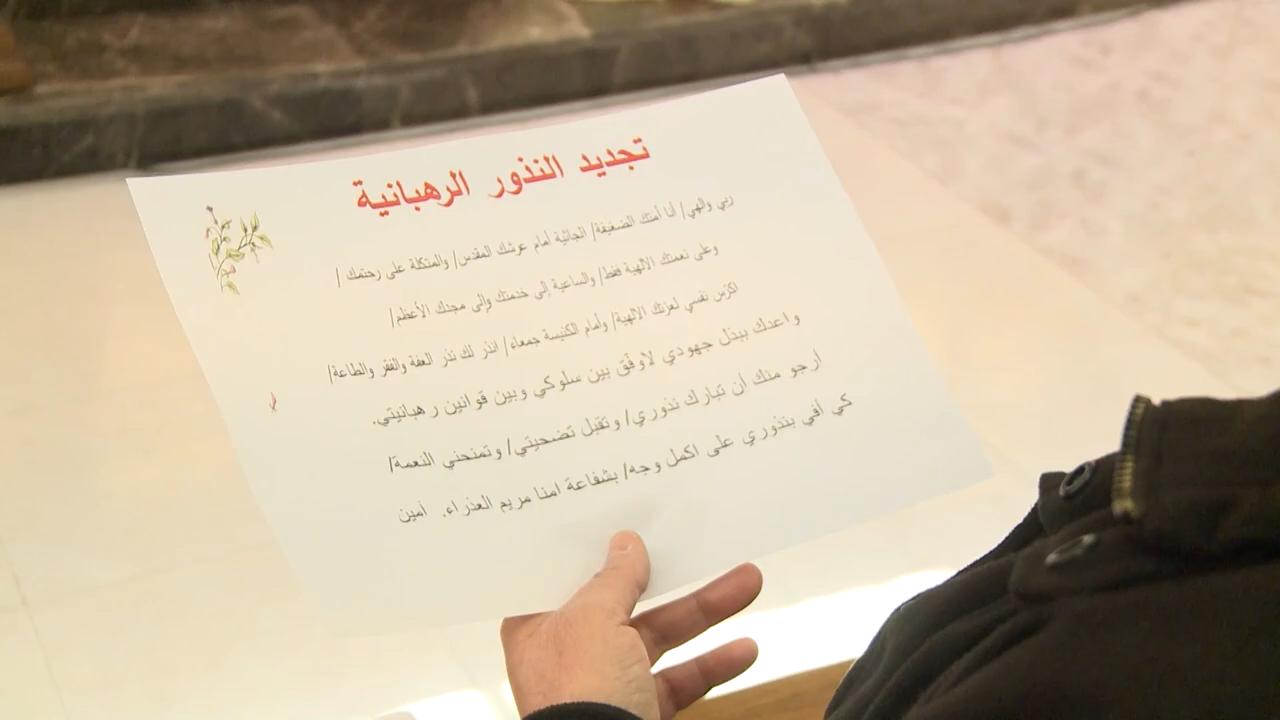 تجديد النذور الرهبانية
ربي والهي/ أنا أمتك الضعيفة/ الجاثية أمام عرشك المقدس/ والمتكلة على رحمتك/
وعلى نعمتك الالهية فقط/ والساعية إلى خدمتك وإلى مجدك الأعظم/
اكرّس نفسي لعزتك الالهية/ وأمام الكنيسة جمعاء/ انذر لك نذر العفة والفقر والطاعة/
واعدك ببذل جهودي لاوفّق بين سلوكي وبين قوانين رهبانيتي.
أرجو منك أن تبارك نذوري/ وتقبل تضحيتي/ وتمنحني النعمة/
كي أفي بنذوري على اكمل وجه/ بشفاعة امنا مريم العذراء. امين